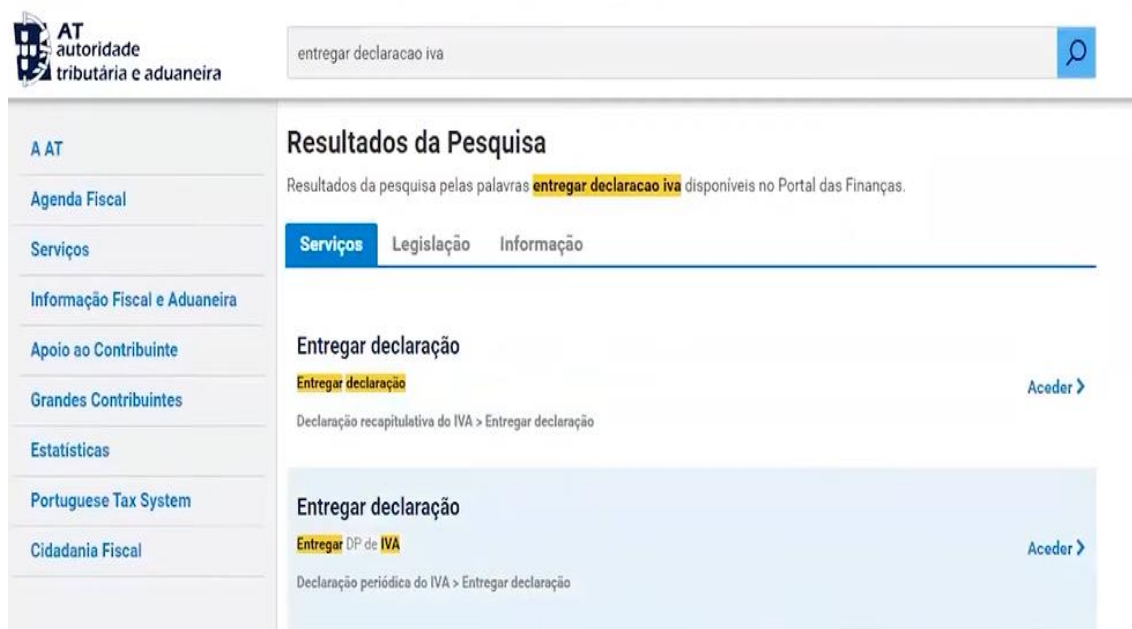 AT
autoridade
tributária e aduaneira
entregar declaracao iva
A AT
Agenda Fiscal
Serviços
Informação Fiscal e Aduaneira
Apoio ao Contribuinte
Grandes Contribuintes
Estatísticas
Portuguese Tax System
Cidadania Fiscal
Resultados da Pesquisa
Resultados da pesquisa pelas palavras entregar declaracao iva disponíveis no Portal das Finanças.
Serviços Legislação Informação
Entregar declaração
Entregar declaração
Aceder >
Declaração recapitulativa do IVA > Entregar declaração
Entregar declaração
Entregar DP de IVA
Aceder >
Declaração periódica do IVA > Entregar declaração